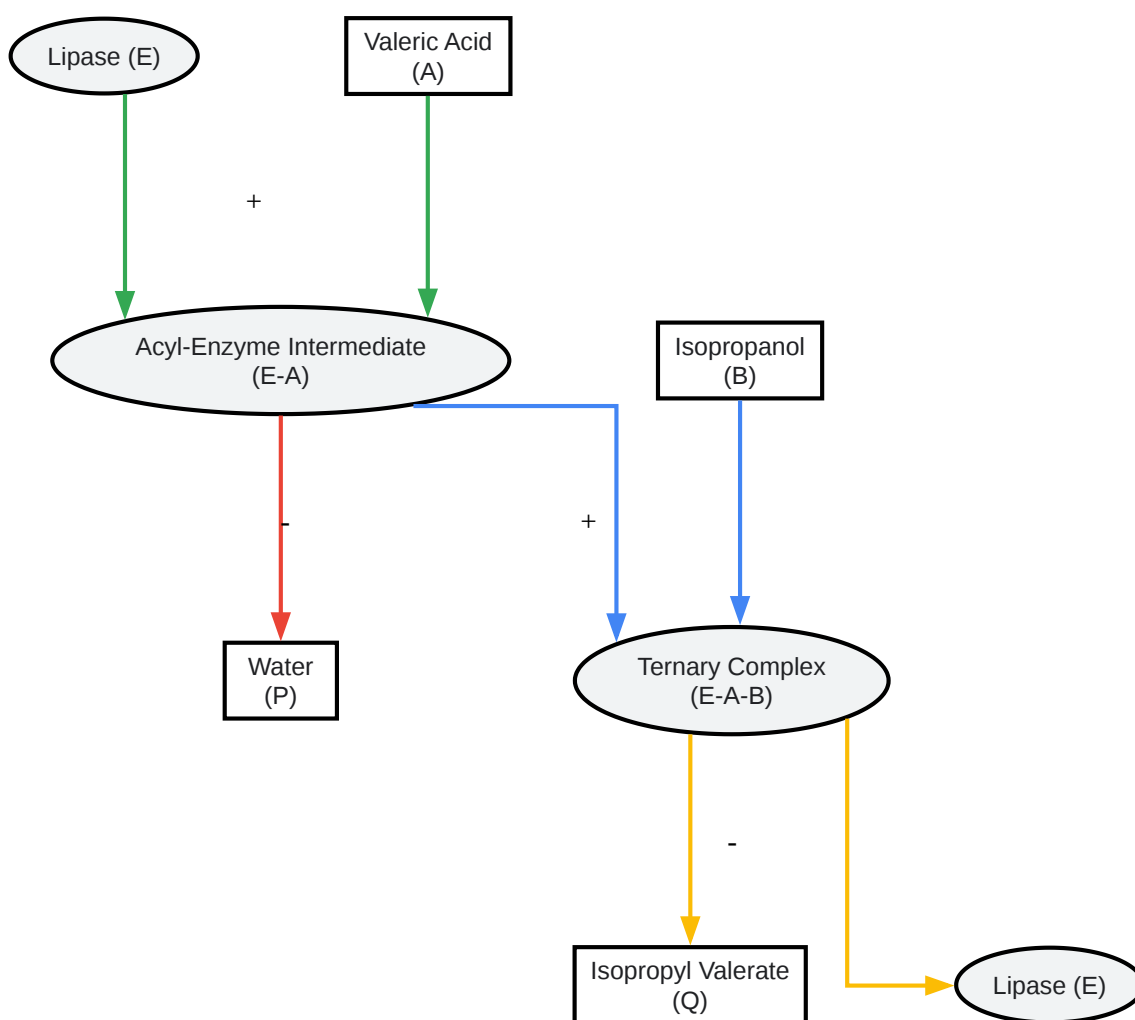 Lipase (E)
Valeric Acid
(A)
+
Acyl-Enzyme Intermediate
(E-A)
Isopropanol
(B)
-
+
Water
(P)
Ternary Complex
(E-A-B)
-
Isopropyl Valerate
(Q)
Lipase (E)